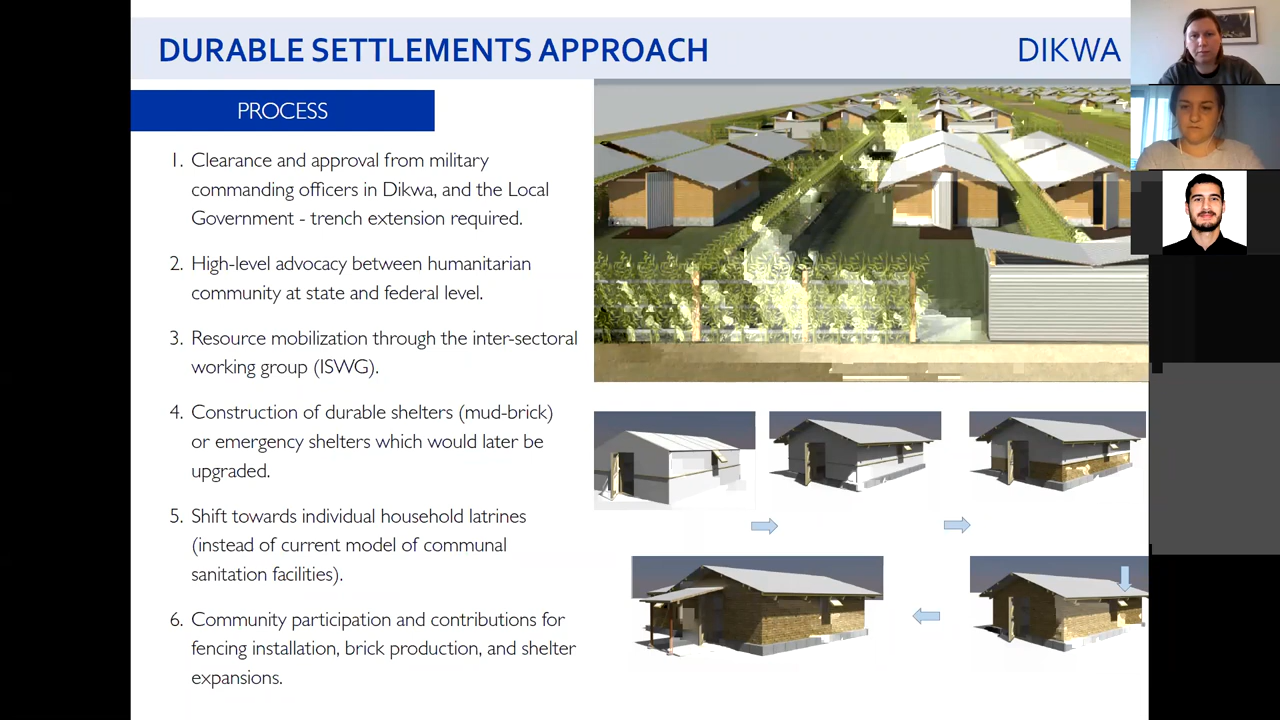 DURABLE SETTLEMENTS APPROACH
DIKWA
PROCESS
1. Clearance and approval from military
commanding officers in Dikwa, and the Local
Government - trench extension required.
2. High-level advocacy between humanitarian
community at state and federal level.
3. Resource mobilization through the inter-sectoral
working group (ISWG).
4. Construction of durable shelters (mud-brick)
or emergency shelters which would later be
upgraded.
5. Shift towards individual household latrines
(instead of current model of communal
sanitation facilities).
6. Community participation and contributions for
fencing installation, brick production, and shelter
expansions.